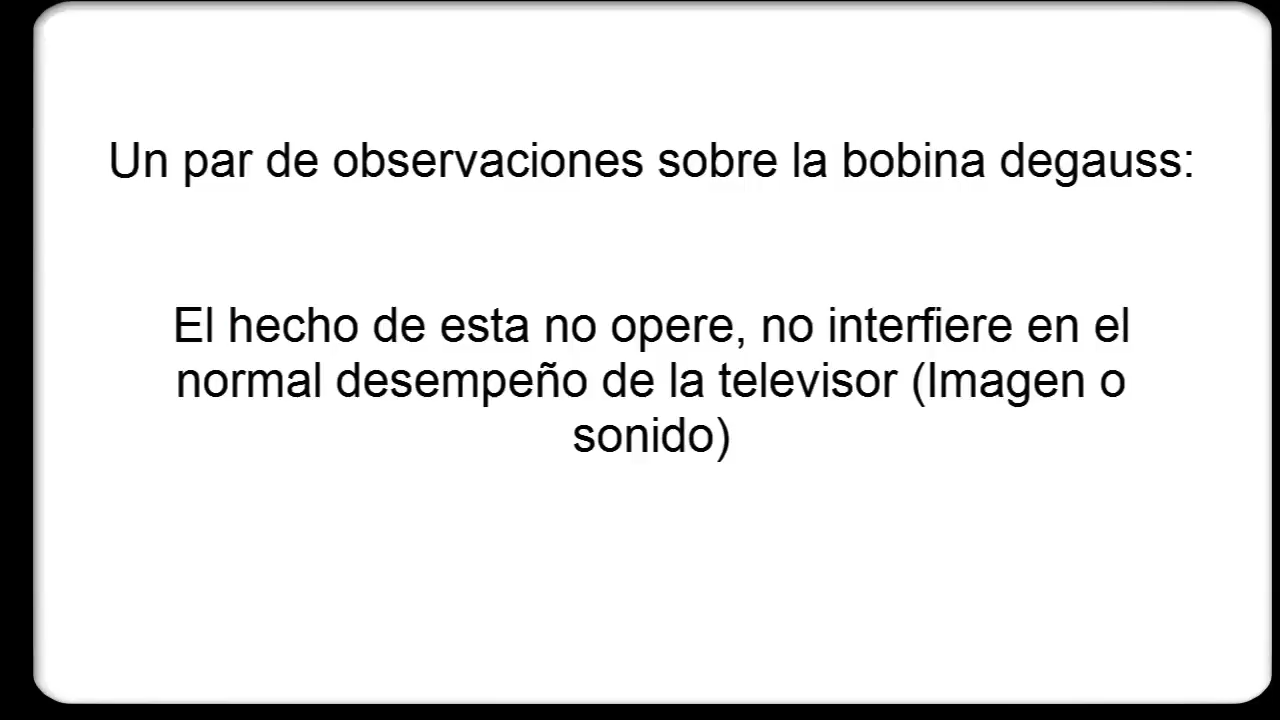 Un par de observaciones sobre la bobina degauss:
El hecho de esta no opere, no interfiere en el
normal desempeño de la televisor (Imagen o
sonido)